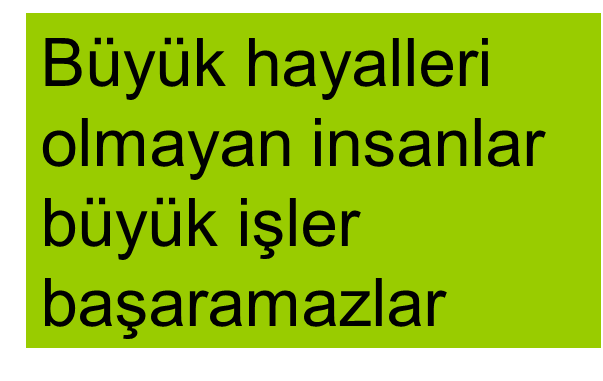 Büyük hayalleri
olmayan insanlar
büyük işler
başaramazlar